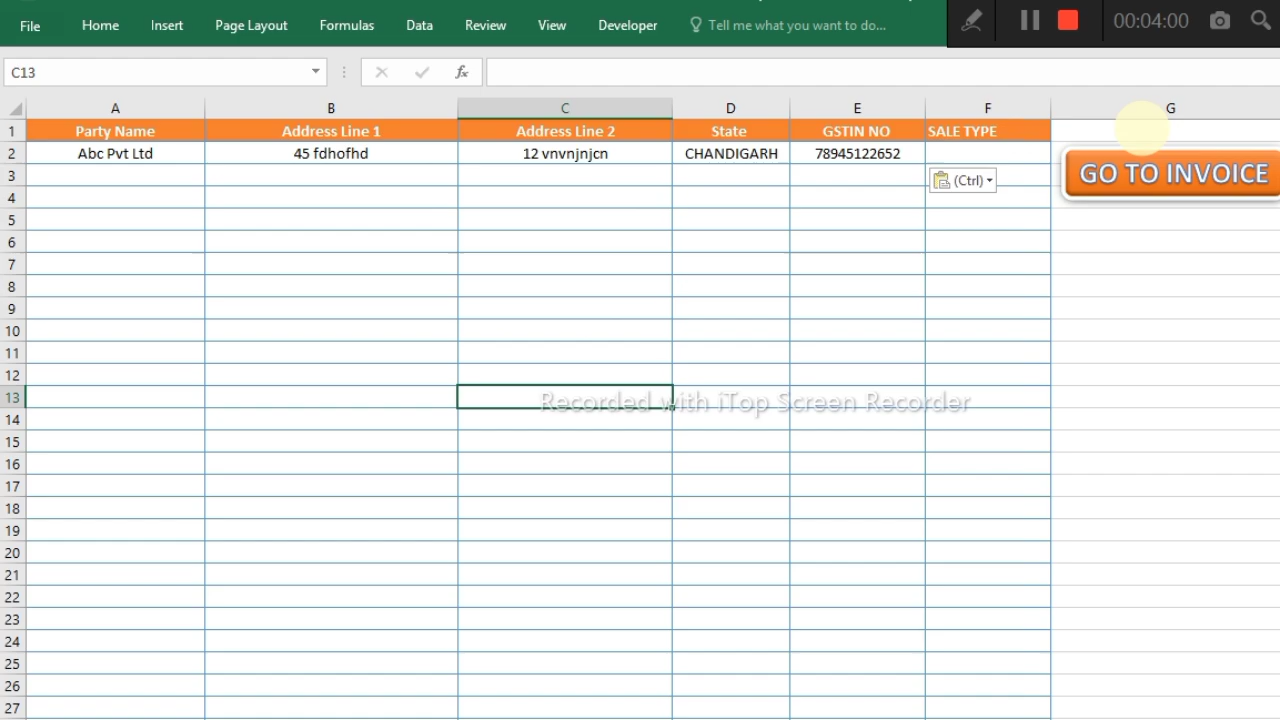 File Home Insert Page Layout Formulas Data Review View Developer Tell me what you want to do... 00:04:00
C13 fx
A B C D E F G
1 Party Name Address Line 1 Address Line 2 State GSTIN NO SALE TYPE
2 Abc Pvt Ltd 45 fdhofhd 12 vnvnjnjcn CHANDIGARH 78945122652
GO TO INVOICE
3 (Ctrl)
4
5
6
7
8
9
10
11
12
13 Recorded with iTop Screen Recorder
14
15
16
17
18
19
20
21
22
23
24
25
26
27